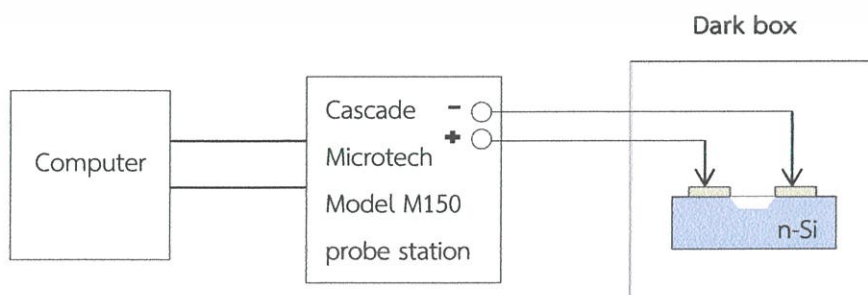 Dark box
Computer
Cascade -
+
Microtech
Model M150
probe station
n-Si